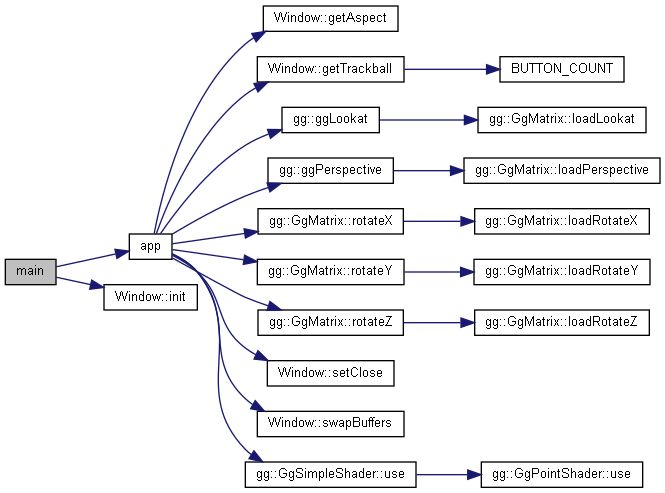 Window::getAspect
Window::getTrackball
BUTTON_COUNT
gg::ggLookat
gg::GgMatrix::loadLookat
gg::ggPerspective
gg::GgMatrix::loadPerspective
gg::GgMatrix::rotateX
gg::GgMatrix::loadRotateX
app
main
gg::GgMatrix::rotateY
gg::GgMatrix::loadRotateY
Window::init
gg::GgMatrix::rotateZ
gg::GgMatrix::loadRotateZ
Window::setClose
Window::swapBuffers
gg::GgSimpleShader::use
gg::GgPointShader::use